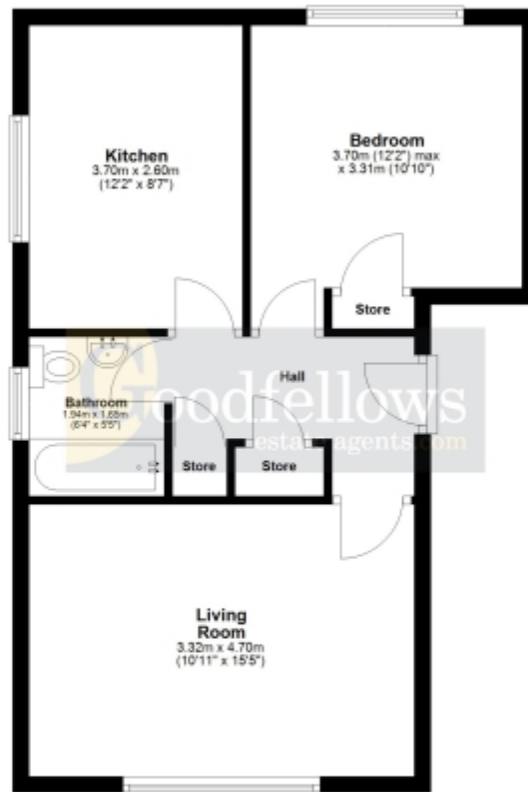 Kitchen
3.70m x 2.60m
(12'2" x 8'7")
Bedroom
3.70m (12'2") max
x 3.31m (10'10")
Store
Hall
Goodfellows
estate agents.com
Bathroom
1.94m x 1.65m
(6'4" x 5'5")
Store
Store
Living
Room
3.32m x 4.70m
(10'11" x 15'5")